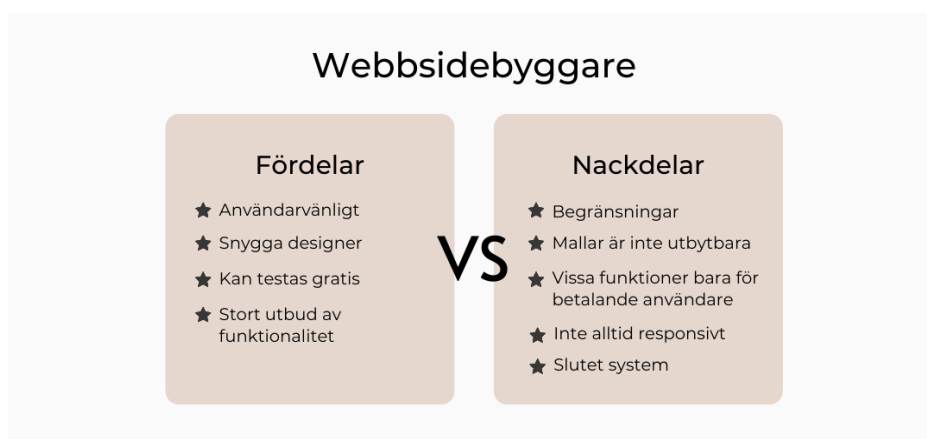 Webbsidebyggare
Fördelar
Användarvänligt
Snygga designer
Kan testas gratis
Stort utbud av
funktionalitet
VS
Nackdelar
Begränsningar
Mallar är inte utbytbara
Vissa funktioner bara för
betalande användare
Inte alltid responsivt
Slutet system